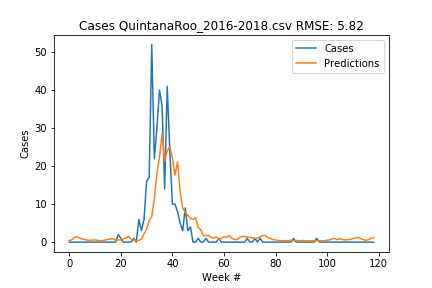 Cases QuintanaRoo_2016-2018.csv RMSE: 5.82
Cases
Predictions
50
40
30
20
10
0
Cases
0 20 40 60 80 100 120
Week #